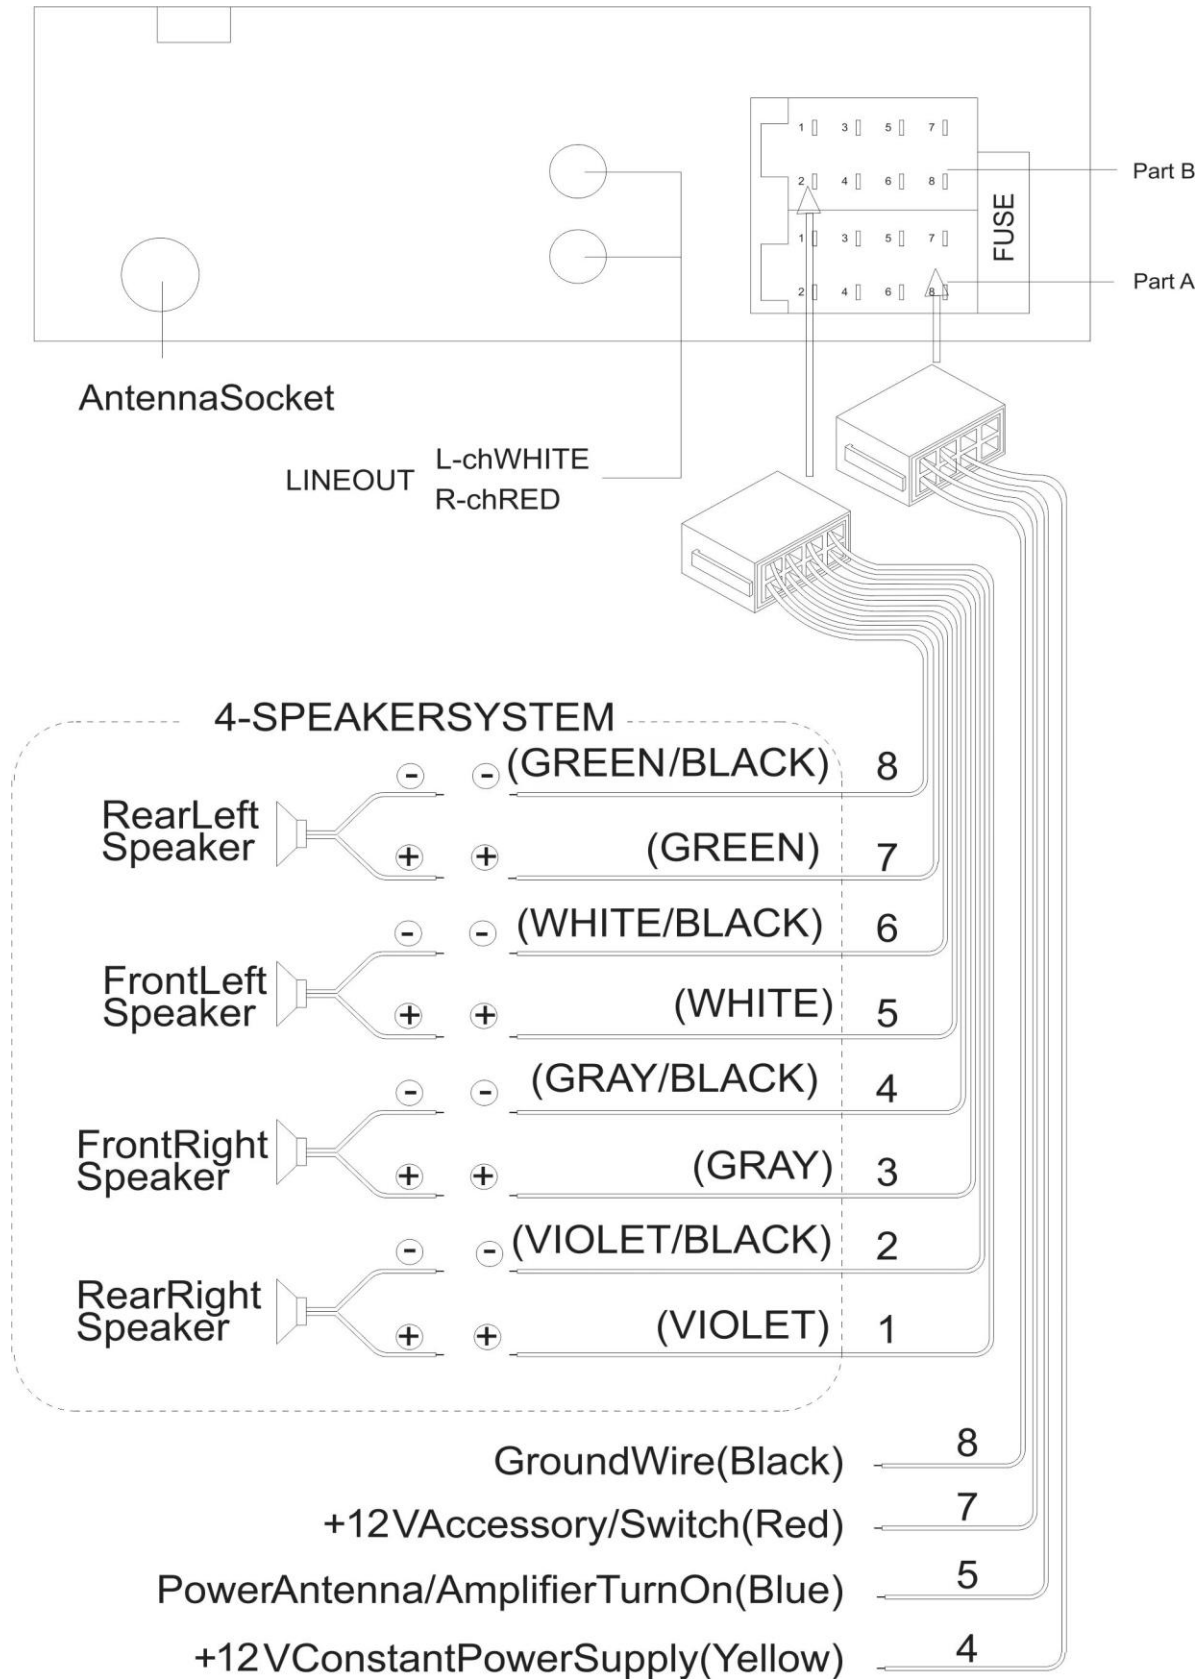 1 3 5 7
2 4 6 8
Part B
1 3 5 7
2 4 6 8
Part A
FUSE
AntennaSocket
LINEOUT
L-chWHITE
R-chRED
4-SPEAKERSYSTEM
- - (GREEN/BLACK) 8
RearLeft
Speaker
+ + (GREEN) 7
- - (WHITE/BLACK) 6
FrontLeft
Speaker
+ + (WHITE) 5
- - (GRAY/BLACK) 4
FrontRight
Speaker
+ + (GRAY) 3
- - (VIOLET/BLACK) 2
RearRight
Speaker
+ + (VIOLET) 1
GroundWire(Black) 8
+12VAccessory/Switch(Red) 7
PowerAntenna/AmplifierTurnOn(Blue) 5
+12VConstantPowerSupply(Yellow) 4